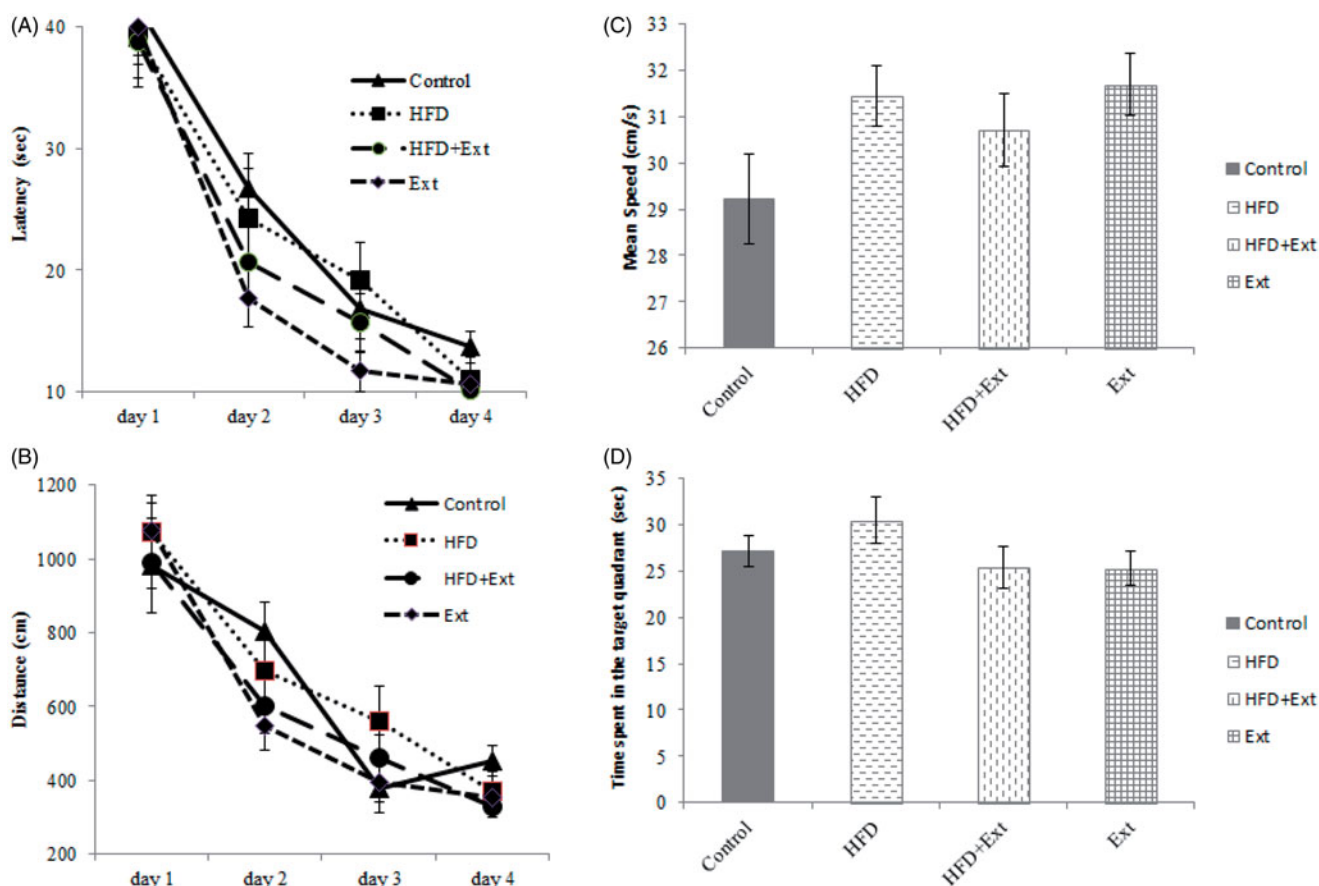 (A)
40
30
20
10
Latency (sec)
Control
HFD
HFD+Ext
Ext
day 1 day 2 day 3 day 4
(B)
1200
1000
800
600
400
200
Distance (cm)
Control
HFD
HFD+Ext
Ext
day 1 day 2 day 3 day 4
(C)
33
32
31
30
29
28
27
26
Mean Speed (cm/s)
Control HFD HFD+Ext Ext
Control
HFD
HFD+Ext
Ext
(D)
35
30
25
20
15
10
5
0
Time spent in the target quadrant (sec)
Control HFD HFD+Ext Ext
Control
HFD
HFD+Ext
Ext